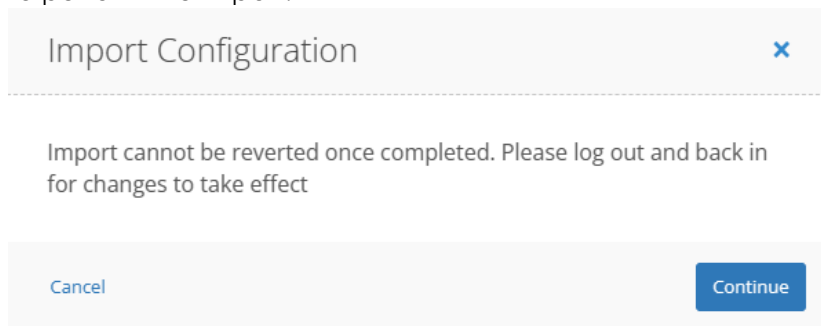 Import Configuration
Import cannot be reverted once completed. Please log out and back in
for changes to take effect
Cancel
Continue